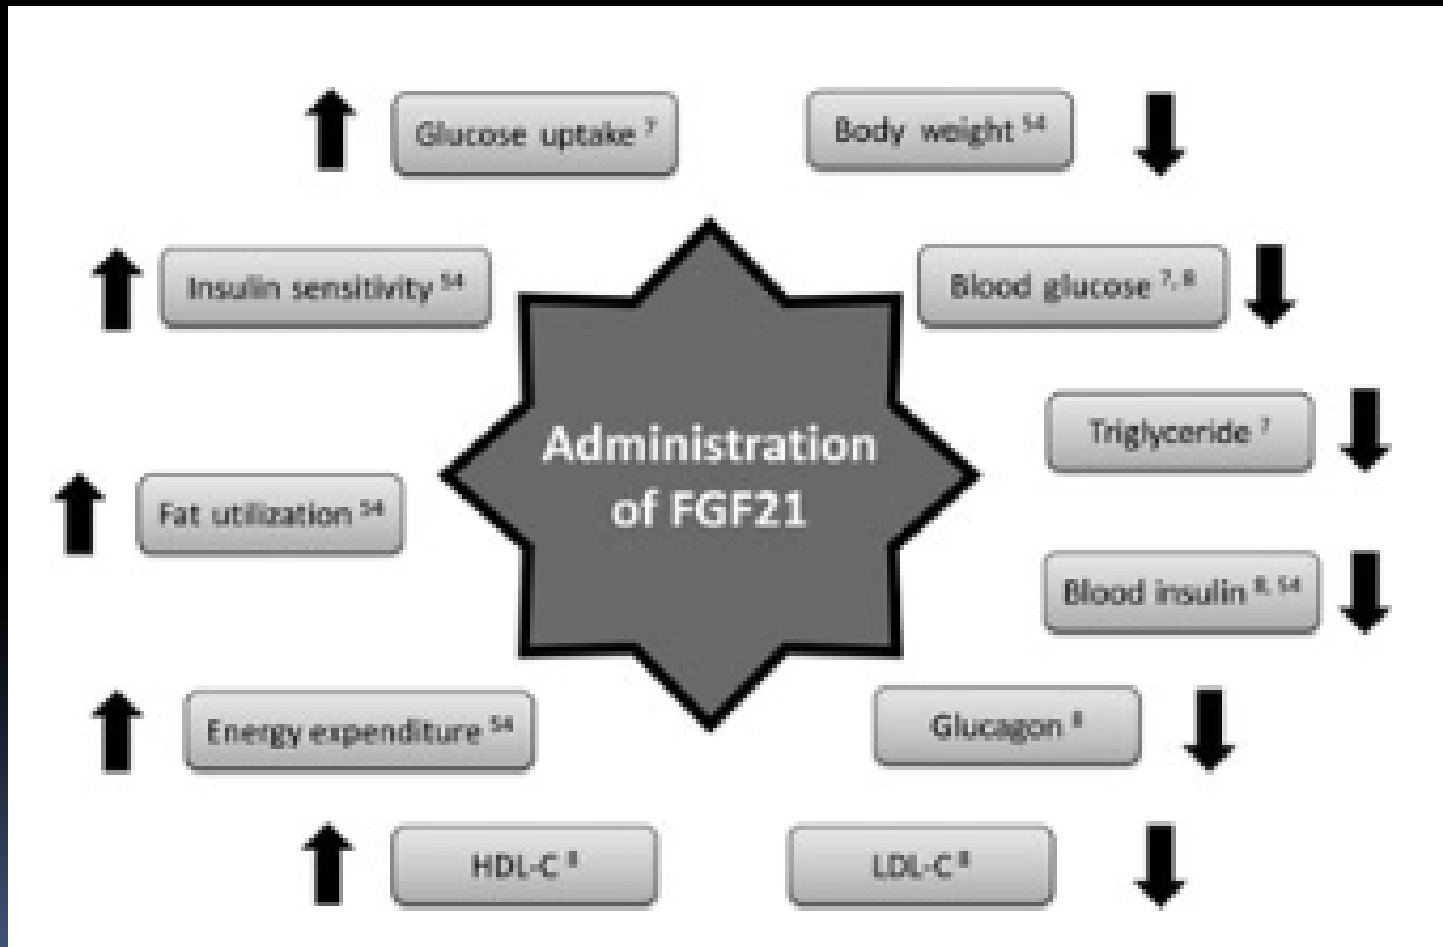 Glucose uptake 7
Body weight 54
Insulin sensitivity 54
Blood glucose 7, 8
Triglyceride 7
Administration
of FGF21
Fat utilization 54
Blood insulin 8, 54
Energy expenditure 54
Glucagon 8
HDL-C 8
LDL-C 8